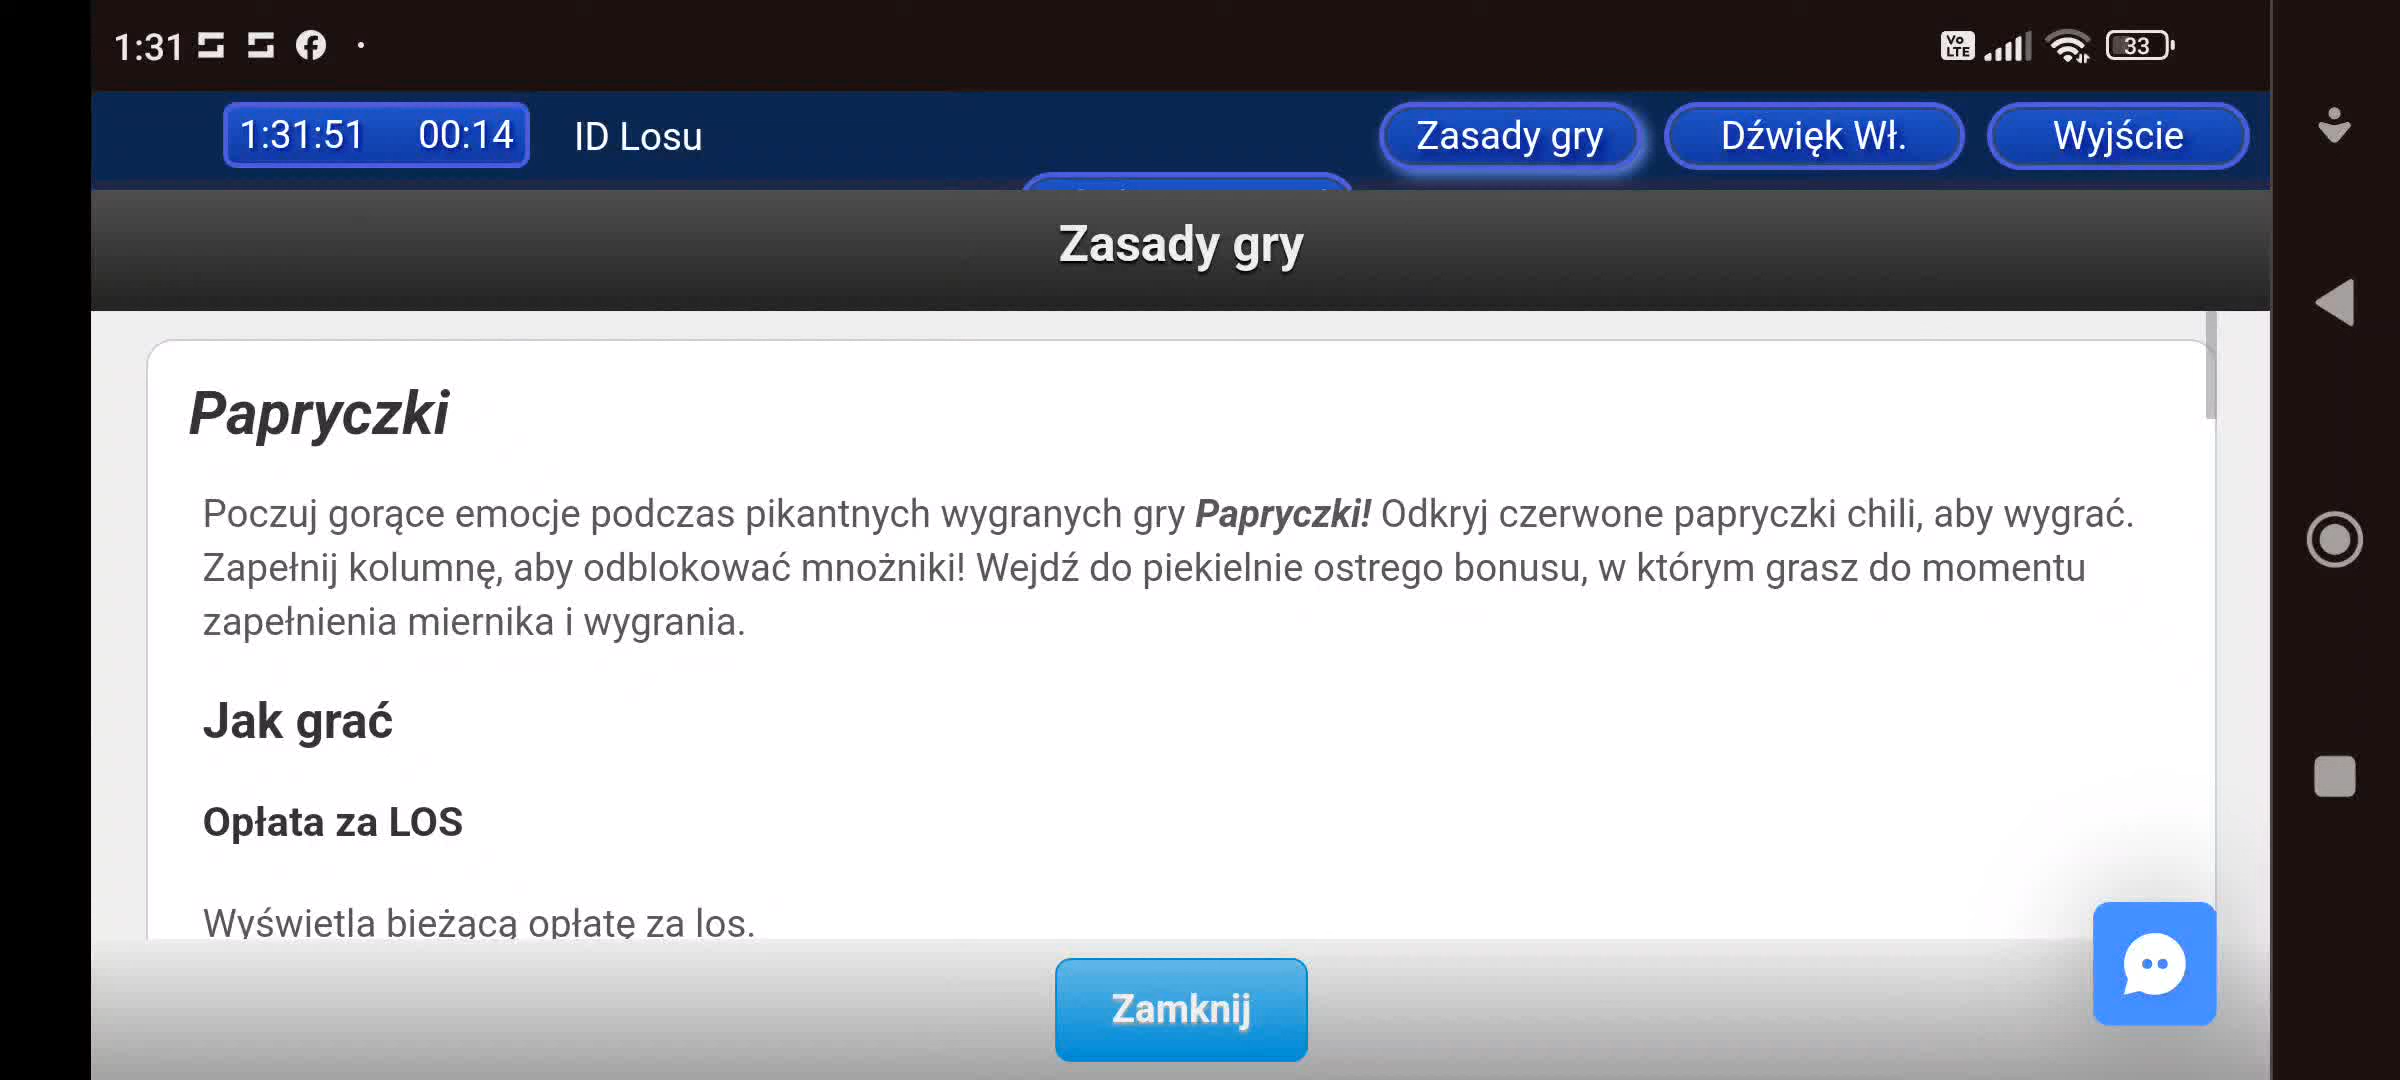 1:31
Vo
LTE
33
1:31:51 00:14 ID Losu Zasady gry Dźwięk Wł. Wyjście
Zasady gry
Papryczki
Poczuj gorące emocje podczas pikantnych wygranych gry Papryczki! Odkryj czerwone papryczki chili, aby wygrać.
Zapełnij kolumnę, aby odblokować mnożniki! Wejdź do piekielnie ostrego bonusu, w którym grasz do momentu
zapełnienia miernika i wygrania.
Jak grać
Opłata za LOS
Wyświetla bieżącą opłatę za los.
Zamknij